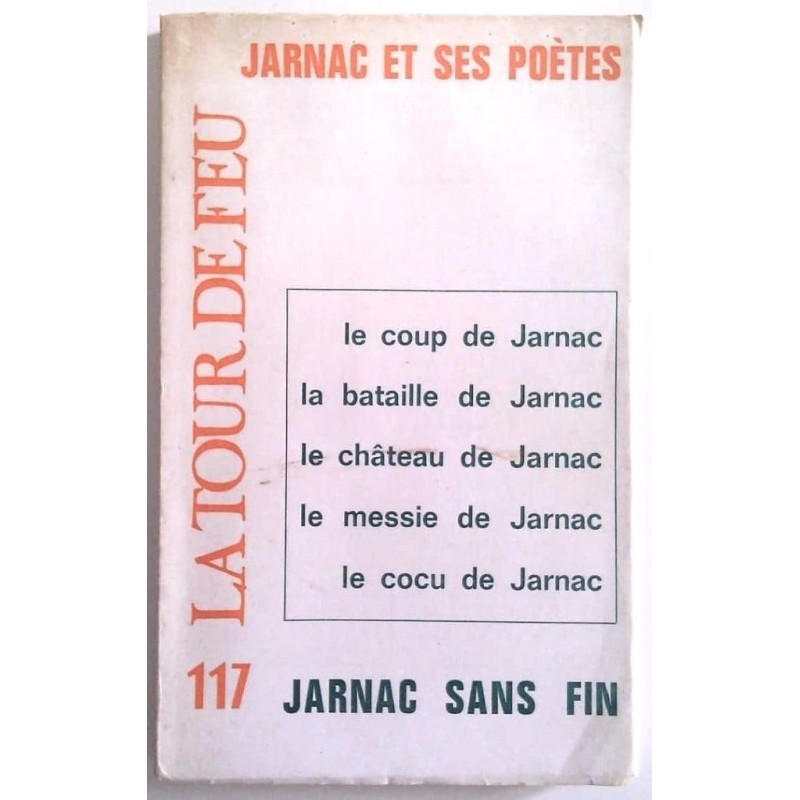 JARNAC ET SES POÈTES
LA TOUR DE FEU
le coup de Jarnac
la bataille de Jarnac
le château de Jarnac
le messie de Jarnac
le cocu de Jarnac
117
JARNAC SANS FIN